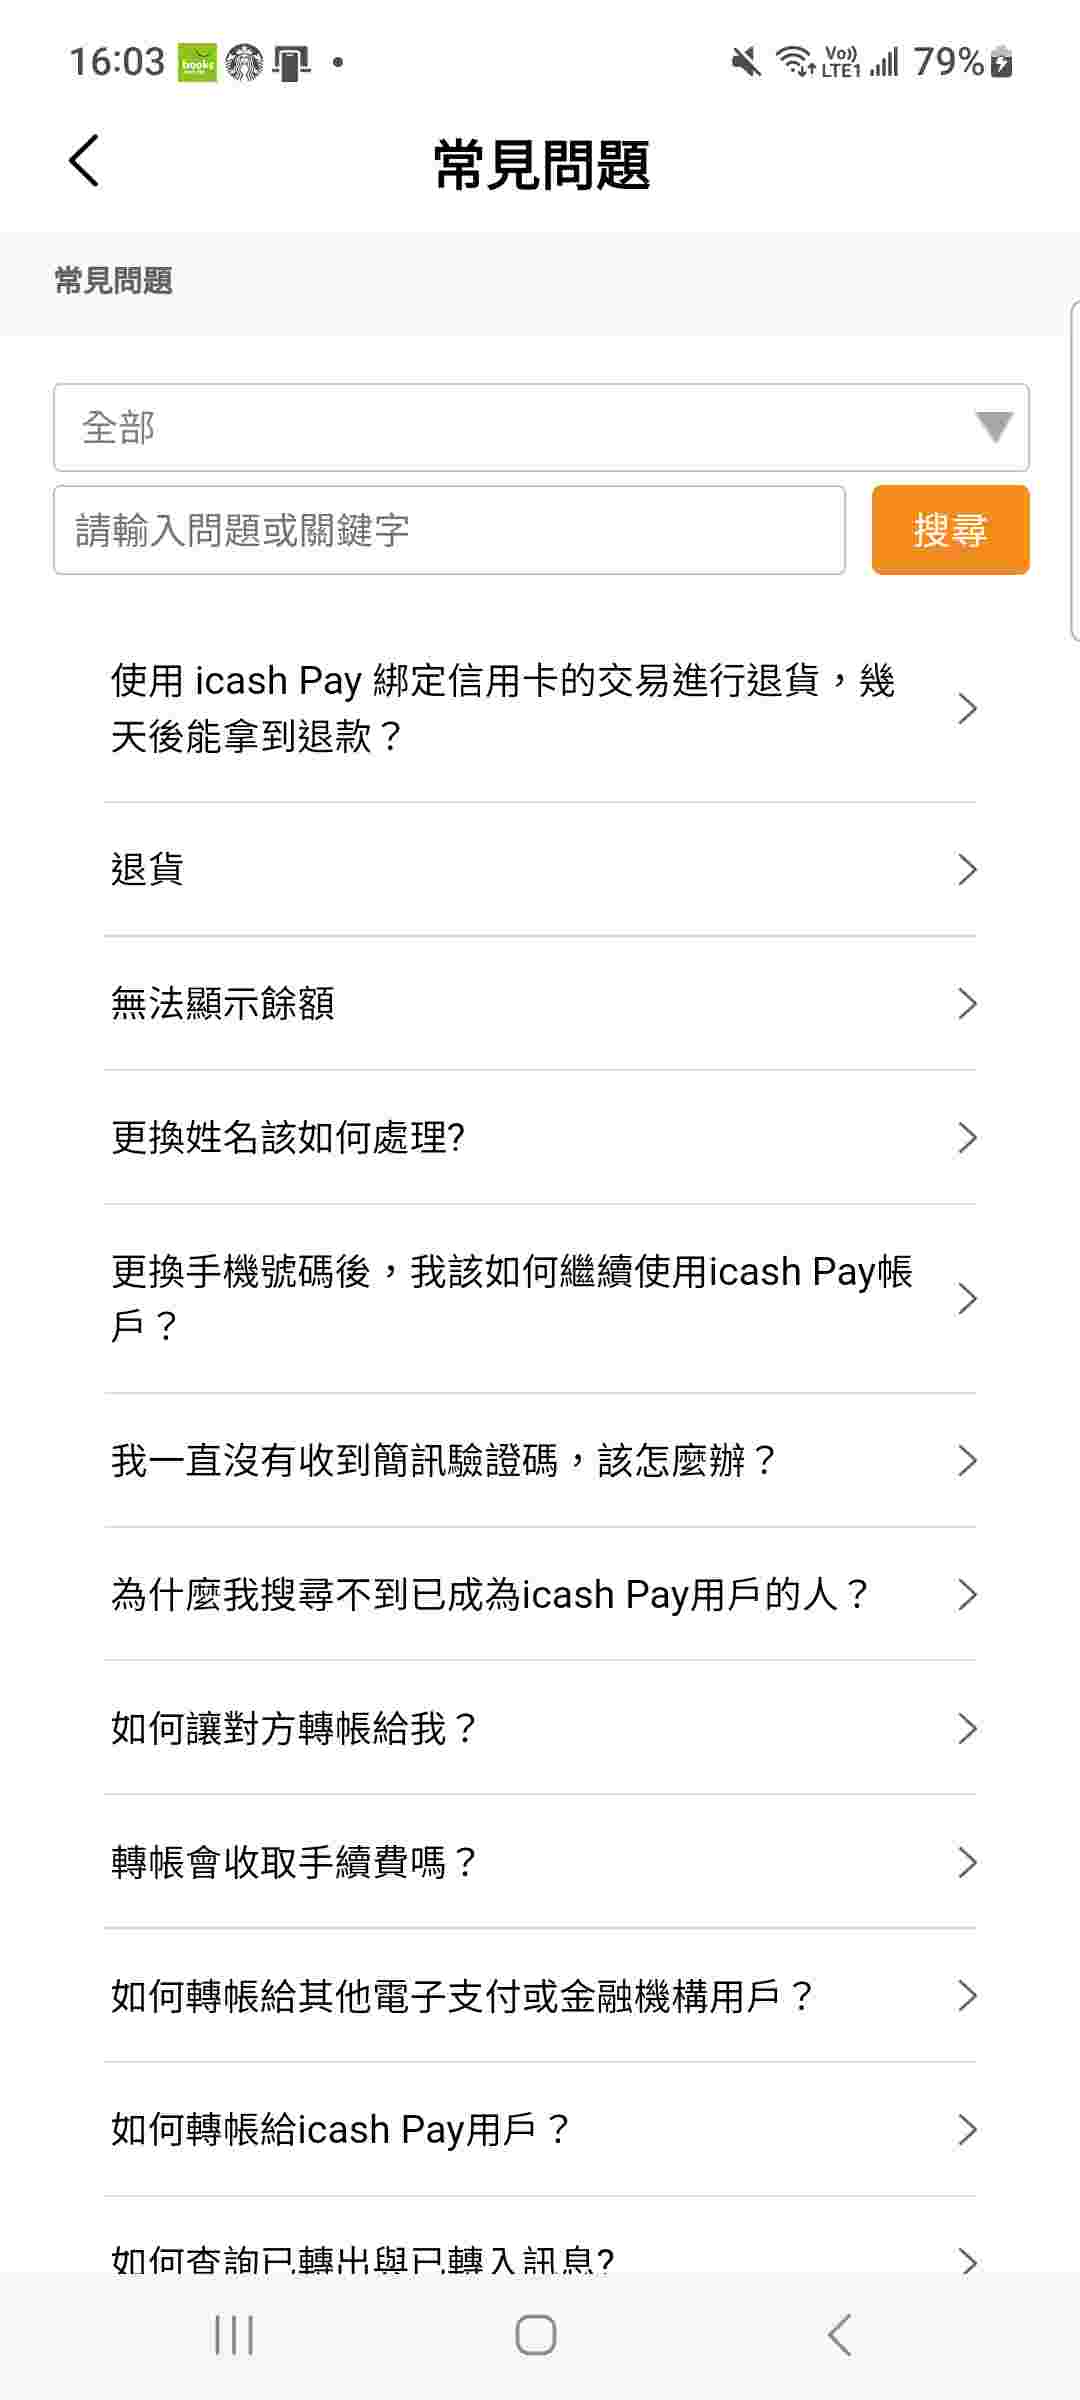 16:03
books
Vo))
LTE1
79%
常見問題
常見問題
全部
請輸入問題或關鍵字
搜尋
使用 icash Pay 綁定信用卡的交易進行退貨，幾
天後能拿到退款？
退貨
無法顯示餘額
更換姓名該如何處理?
更換手機號碼後，我該如何繼續使用icash Pay帳
戶？
我一直沒有收到簡訊驗證碼，該怎麼辦？
為什麼我搜尋不到已成為icash Pay用戶的人？
如何讓對方轉帳給我？
轉帳會收取手續費嗎？
如何轉帳給其他電子支付或金融機構用戶？
如何轉帳給icash Pay用戶？
如何查詢已轉出與已轉入訊息?